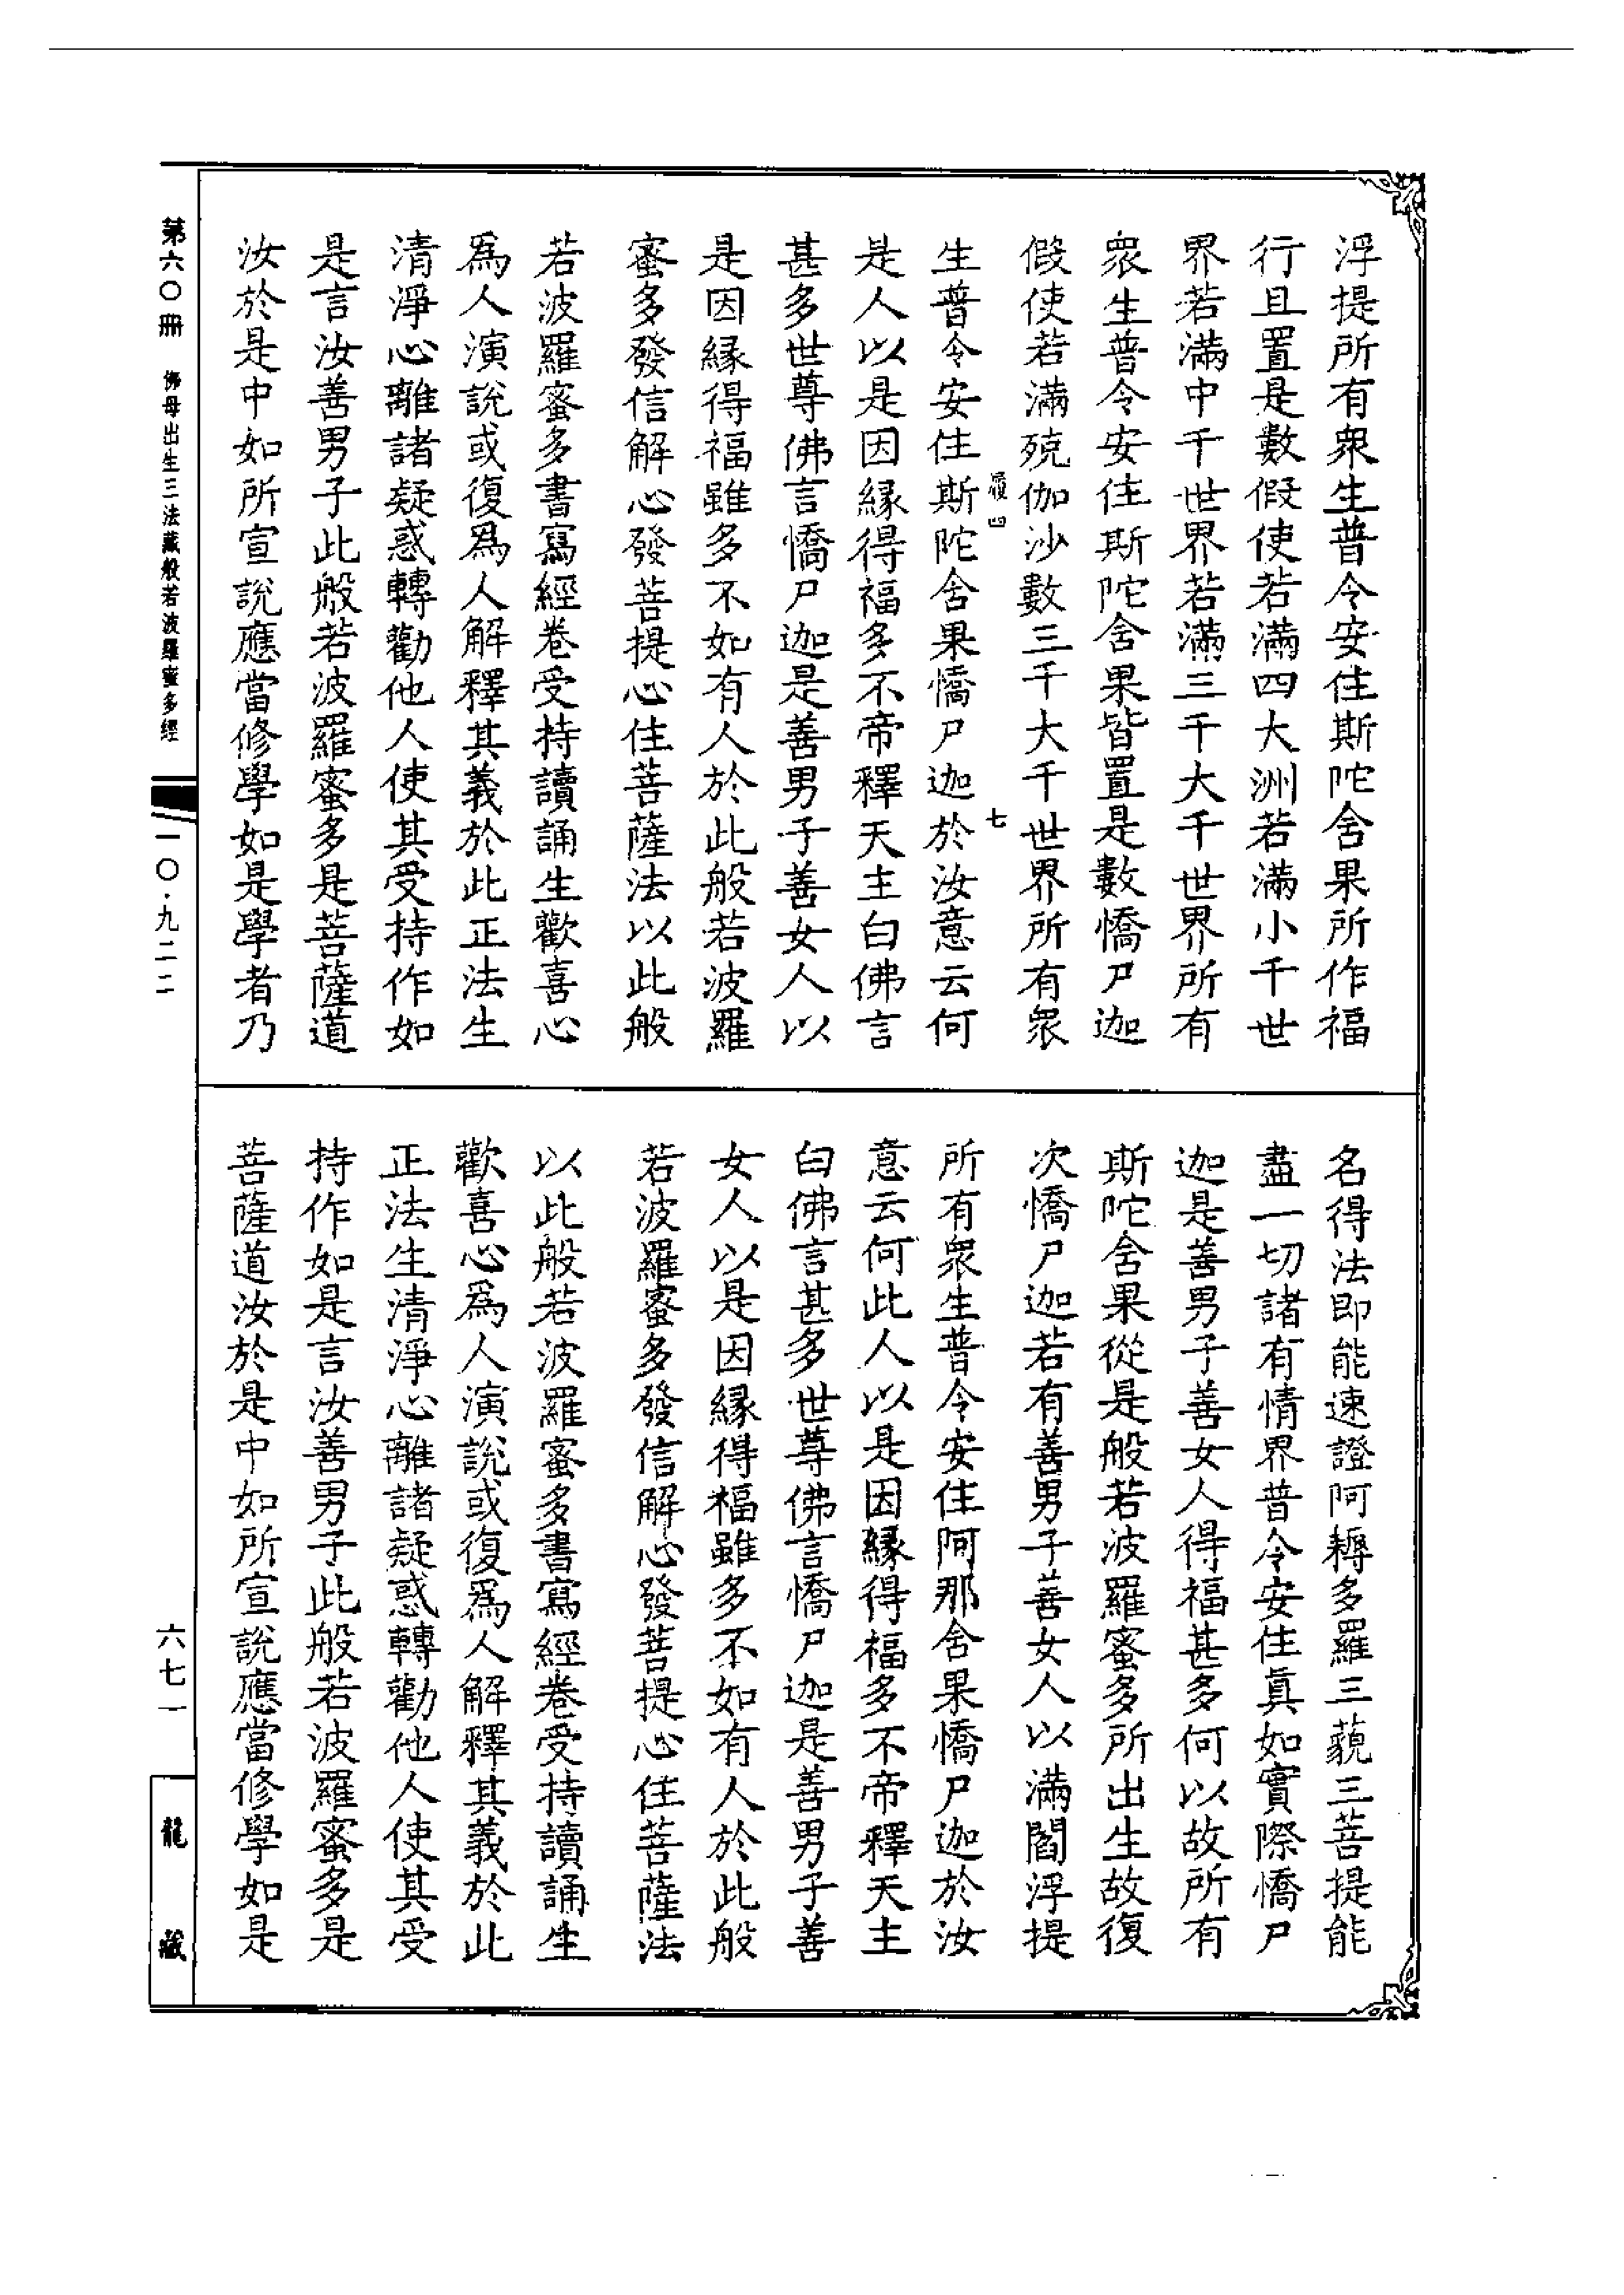 浮提所有衆生普令安住斯陀舍果所作福
行且置是數假使若滿四大洲若滿小千世
界若滿中千世界若滿三千大千世界所有
衆生普令安住斯陀舍果皆置是數憍尸迦
假使若滿殑伽沙數三千大千世界所有衆
履四
七
生普令安住斯陀舍果憍尸迦於汝意云何
是人以是因緣得福多不帝釋天主白佛言
甚多世尊佛言憍尸迦是善男子善女人以
是因緣得福雖多不如有人於此般若波羅
蜜多發信解心發菩提心住菩薩法以此般
若波羅蜜多書寫經卷受持讀誦生歡喜心
爲人演說或復爲人解釋其義於此正法生
清淨心離諸疑惑轉勸他人使其受持作如
是言汝善男子此般若波羅蜜多是菩薩道
汝於是中如所宣說應當修學如是學者乃
名得法即能速證阿耨多羅三藐三菩提能
盡一切諸有情界普令安住真如實際憍尸
迦是善男子善女人得福甚多何以故所有
斯陀舍果從是般若波羅蜜多所出生故復
次憍尸迦若有善男子善女人以滿閻浮提
所有衆生普令安住阿那舍果憍尸迦於汝
意云何此人以是因緣得福多不帝釋天主
白佛言甚多世尊佛言憍尸迦是善男子善
女人以是因緣得福雖多不如有人於此般
若波羅蜜多發信解心發菩提心住菩薩法
以此般若波羅蜜多書寫經卷受持讀誦生
歡喜心爲人演說或復爲人解釋其義於此
正法生清淨心離諸疑惑轉勸他人使其受
持作如是言汝善男子此般若波羅蜜多是
菩薩道汝於是中如所宣說應當修學如是
第六〇冊 佛母出生三法藏般若波羅蜜多經
一〇·九二二
六七一
龍藏